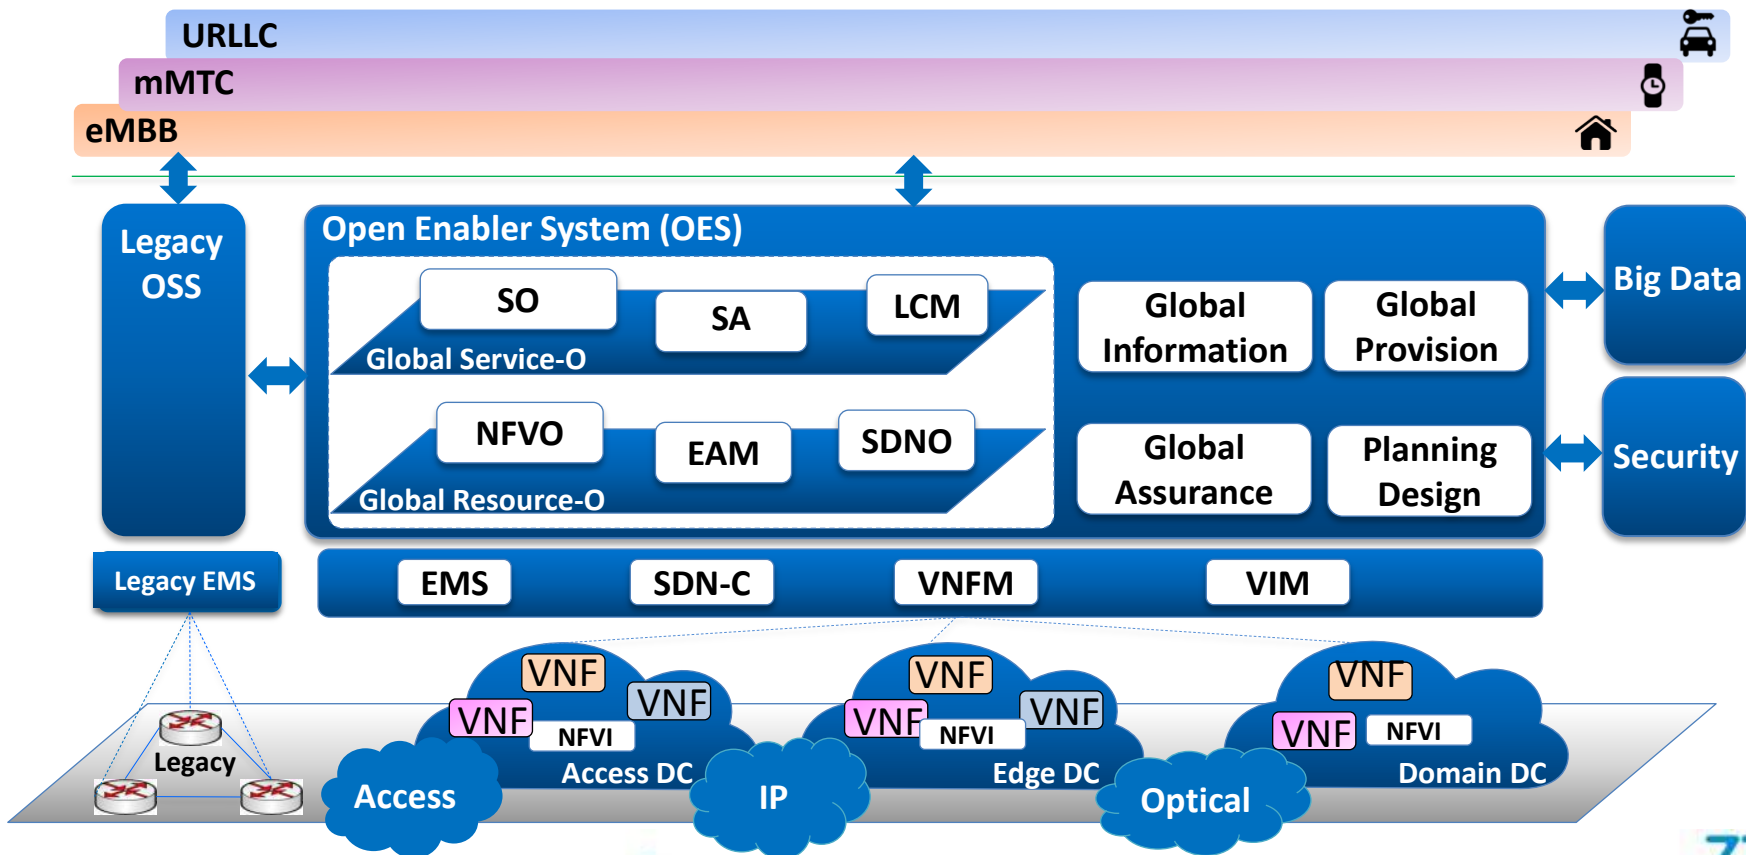 URLLC
mMTC
eMBB
Legacy
OSS
Open Enabler System (OES)
SO
SA
LCM
Global Service-O
NFVO
EAM
SDNO
Global Resource-O
Global
Information
Global
Provision
Global
Assurance
Planning
Design
Big Data
Security
Legacy EMS
EMS
SDN-C
VNFM
VIM
VNF
VNF
VNF
NFVI
Access DC
VNF
VNF
VNF
NFVI
Edge DC
VNF
VNF
NFVI
Domain DC
Legacy
Access
IP
Optical